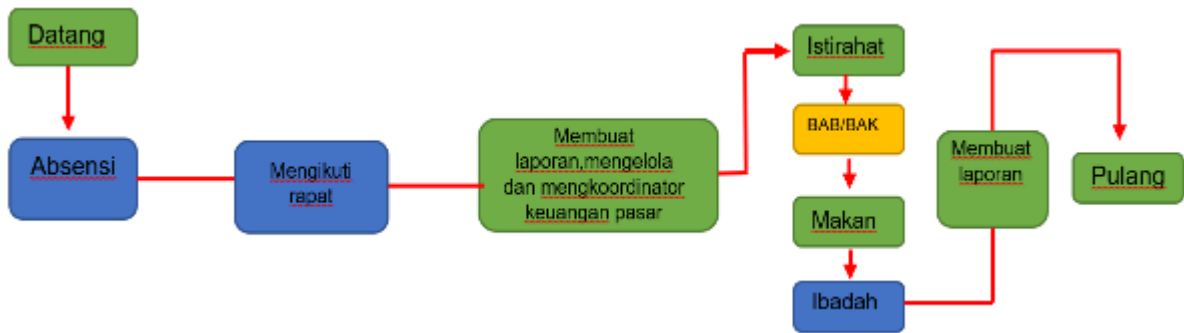 Datang
Absensi
Mengikuti
rapat
Membuat
laporan,mengelola
dan mengkoordinator
keuangan pasar
Istirahat
BAB/BAK
Makan
Ibadah
Membuat
laporan
Pulang